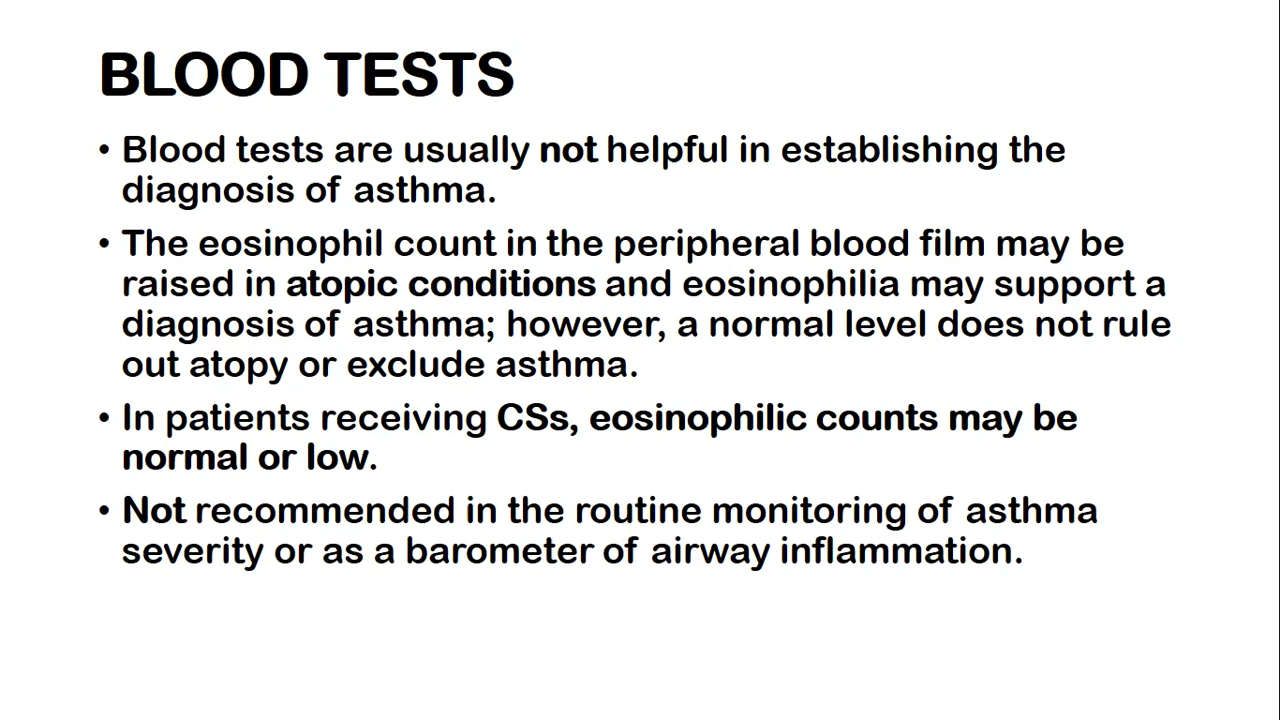 BLOOD TESTS
• Blood tests are usually not helpful in establishing the
diagnosis of asthma.
• The eosinophil count in the peripheral blood film may be
raised in atopic conditions and eosinophilia may support a
diagnosis of asthma; however, a normal level does not rule
out atopy or exclude asthma.
• In patients receiving CSs, eosinophilic counts may be
normal or low.
• Not recommended in the routine monitoring of asthma
severity or as a barometer of airway inflammation.